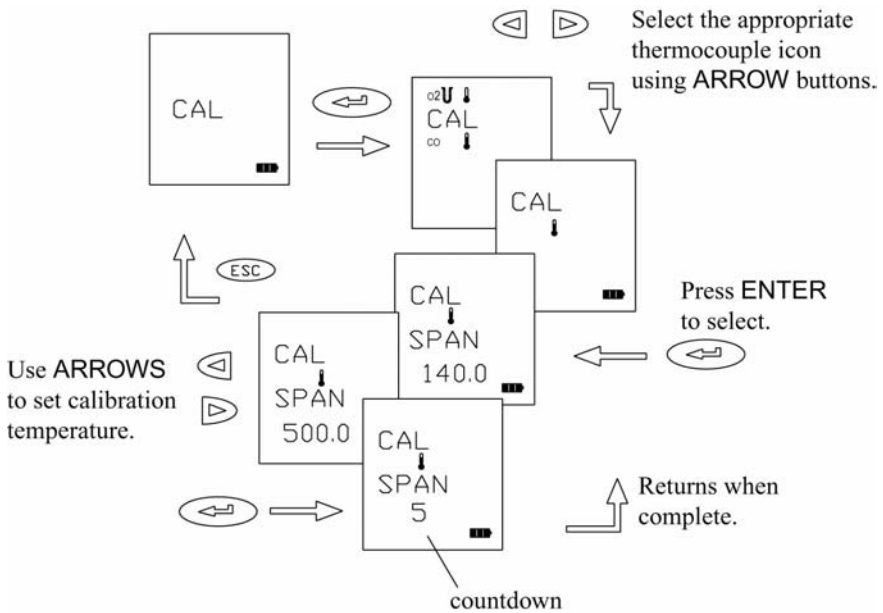 Select the appropriate
thermocouple icon
using ARROW buttons.
CAL
O2
CAL
CO
CAL
ESC
CAL
SPAN
140.0
Press ENTER
to select.
Use ARROWS
to set calibration
temperature.
CAL
SPAN
500.0
CAL
SPAN
5
Returns when
complete.
countdown